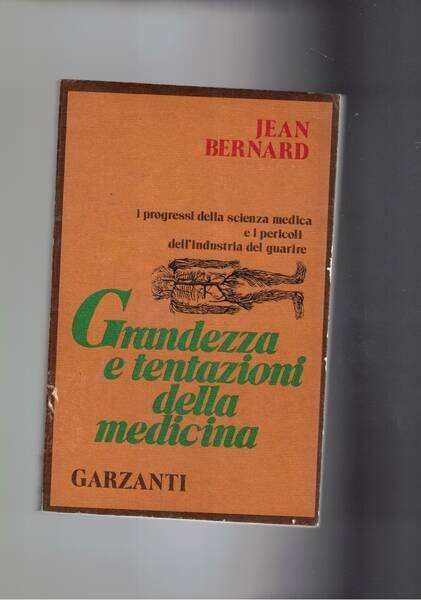 JEAN
BERNARD
i progressi della scienza medica
e i pericoli
dell'industria del guarire
Grandezza
e tentazioni
della
medicina
GARZANTI